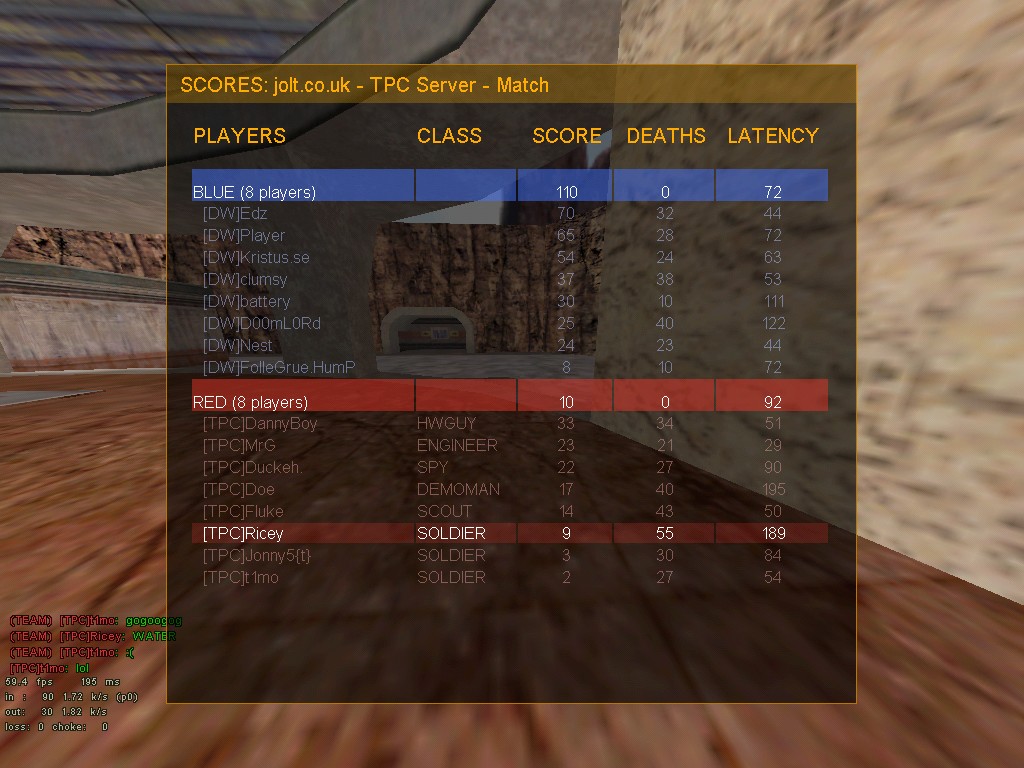 SCORES: jolt.co.uk - TPC Server - Match
PLAYERS CLASS SCORE DEATHS LATENCY
BLUE (8 players) 110 0 72
[DW]Edz 70 32 44
[DW]Player 65 28 72
[DW]Kristus.se 54 24 63
[DW]clumsy 37 38 53
[DW]battery 30 10 111
[DW]D00mL0Rd 25 40 122
[DW]Nest 24 23 44
[DW]FolleGrue.HumP 8 10 72
RED (8 players) 10 0 92
[TPC]DannyBoy HWGUY 33 34 51
[TPC]MrG ENGINEER 23 21 29
[TPC]Duckeh. SPY 22 27 90
[TPC]Doe DEMOMAN 17 40 195
[TPC]Fluke SCOUT 14 43 50
[TPC]Ricey SOLDIER 9 55 189
[TPC]Jonny5{t} SOLDIER 3 30 84
[TPC]t1mo SOLDIER 2 27 54
(TEAM) [TPC]t1mo: gogoogog
(TEAM) [TPC]Ricey: WATER
(TEAM) [TPC]t1mo: :(
[TPC]t1mo: lol
59.4 fps 195 ms
in : 90 1.72 k/s (p0)
out: 30 1.82 k/s
loss: 0 choke: 0